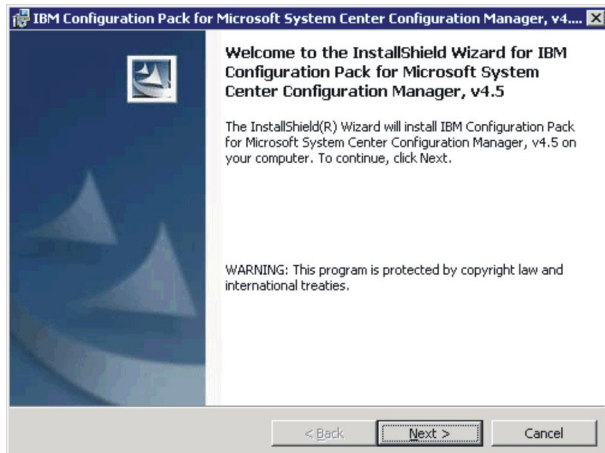 IBM Configuration Pack for Microsoft System Center Configuration Manager, v4....
Welcome to the InstallShield Wizard for IBM
Configuration Pack for Microsoft System
Center Configuration Manager, v4.5
The InstallShield(R) Wizard will install IBM Configuration Pack
for Microsoft System Center Configuration Manager, v4.5 on
your computer. To continue, click Next.
WARNING: This program is protected by copyright law and
international treaties.
< Back Next > Cancel